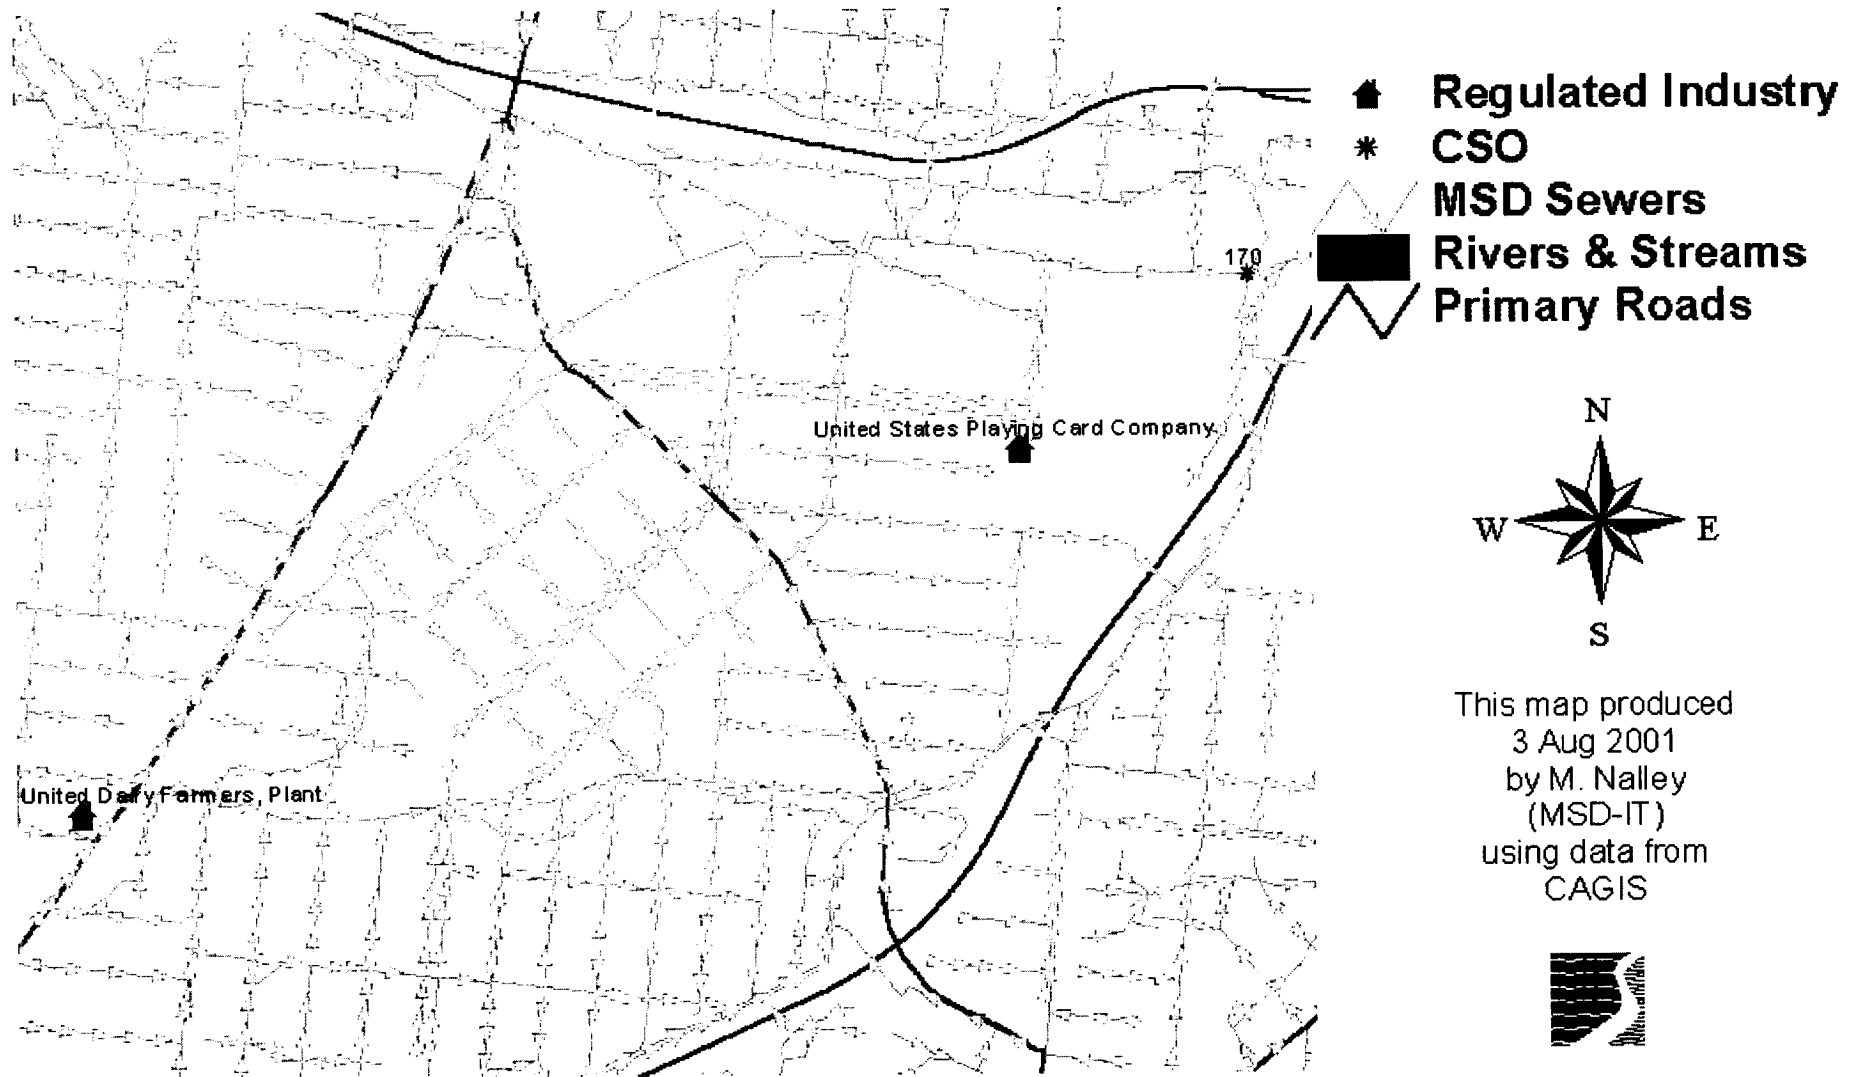 Regulated Industry
CSO
MSD Sewers
Rivers & Streams
Primary Roads
170
United States Playing Card Company
United Dairy Farmers, Plant
N
W
E
S
This map produced
3 Aug 2001
by M. Nalley
(MSD-IT)
using data from
CAGIS